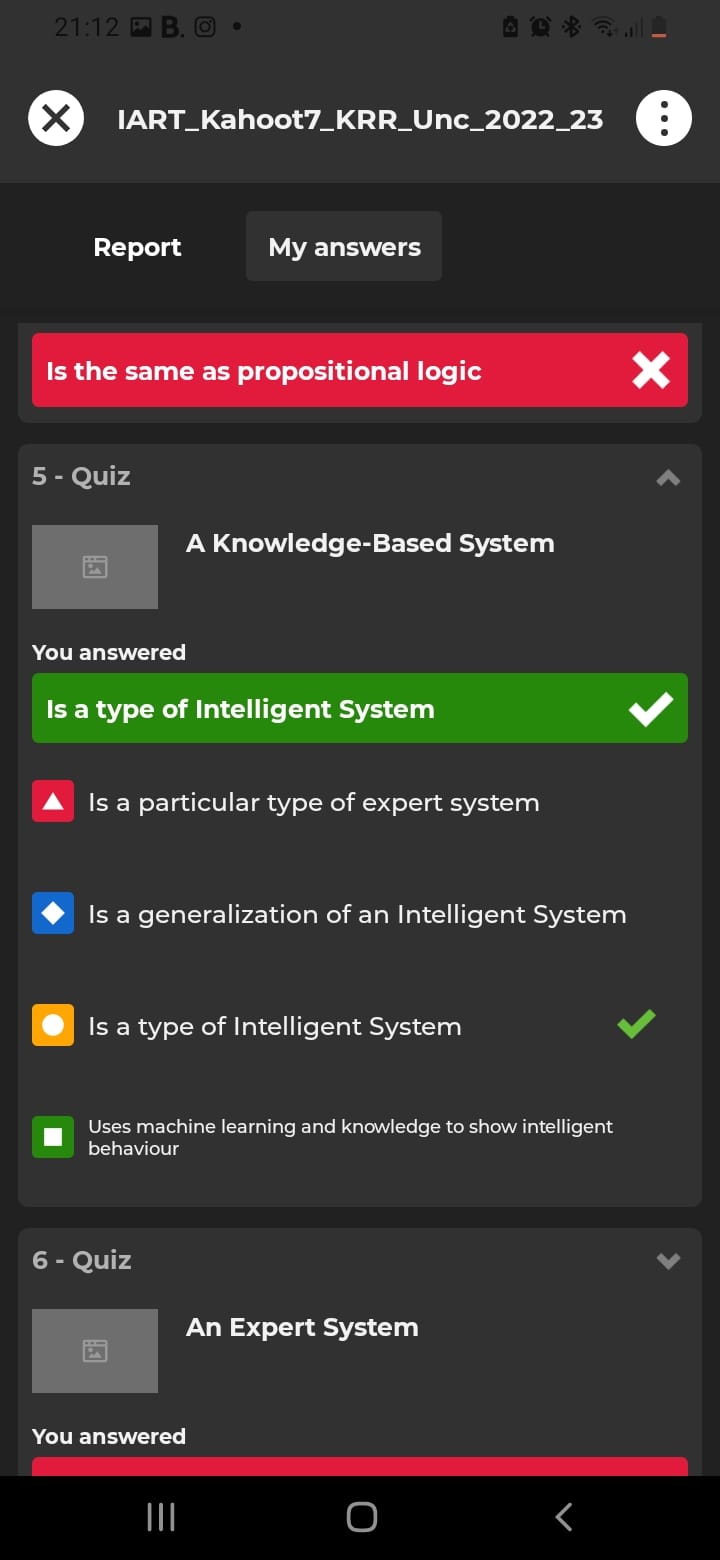 21:12 B.
IART_Kahoot7_KRR_Unc_2022_23
Report My answers
Is the same as propositional logic
5 - Quiz
A Knowledge-Based System
You answered
Is a type of Intelligent System
Is a particular type of expert system
Is a generalization of an Intelligent System
Is a type of Intelligent System
Uses machine learning and knowledge to show intelligent
behaviour
6 - Quiz
An Expert System
You answered